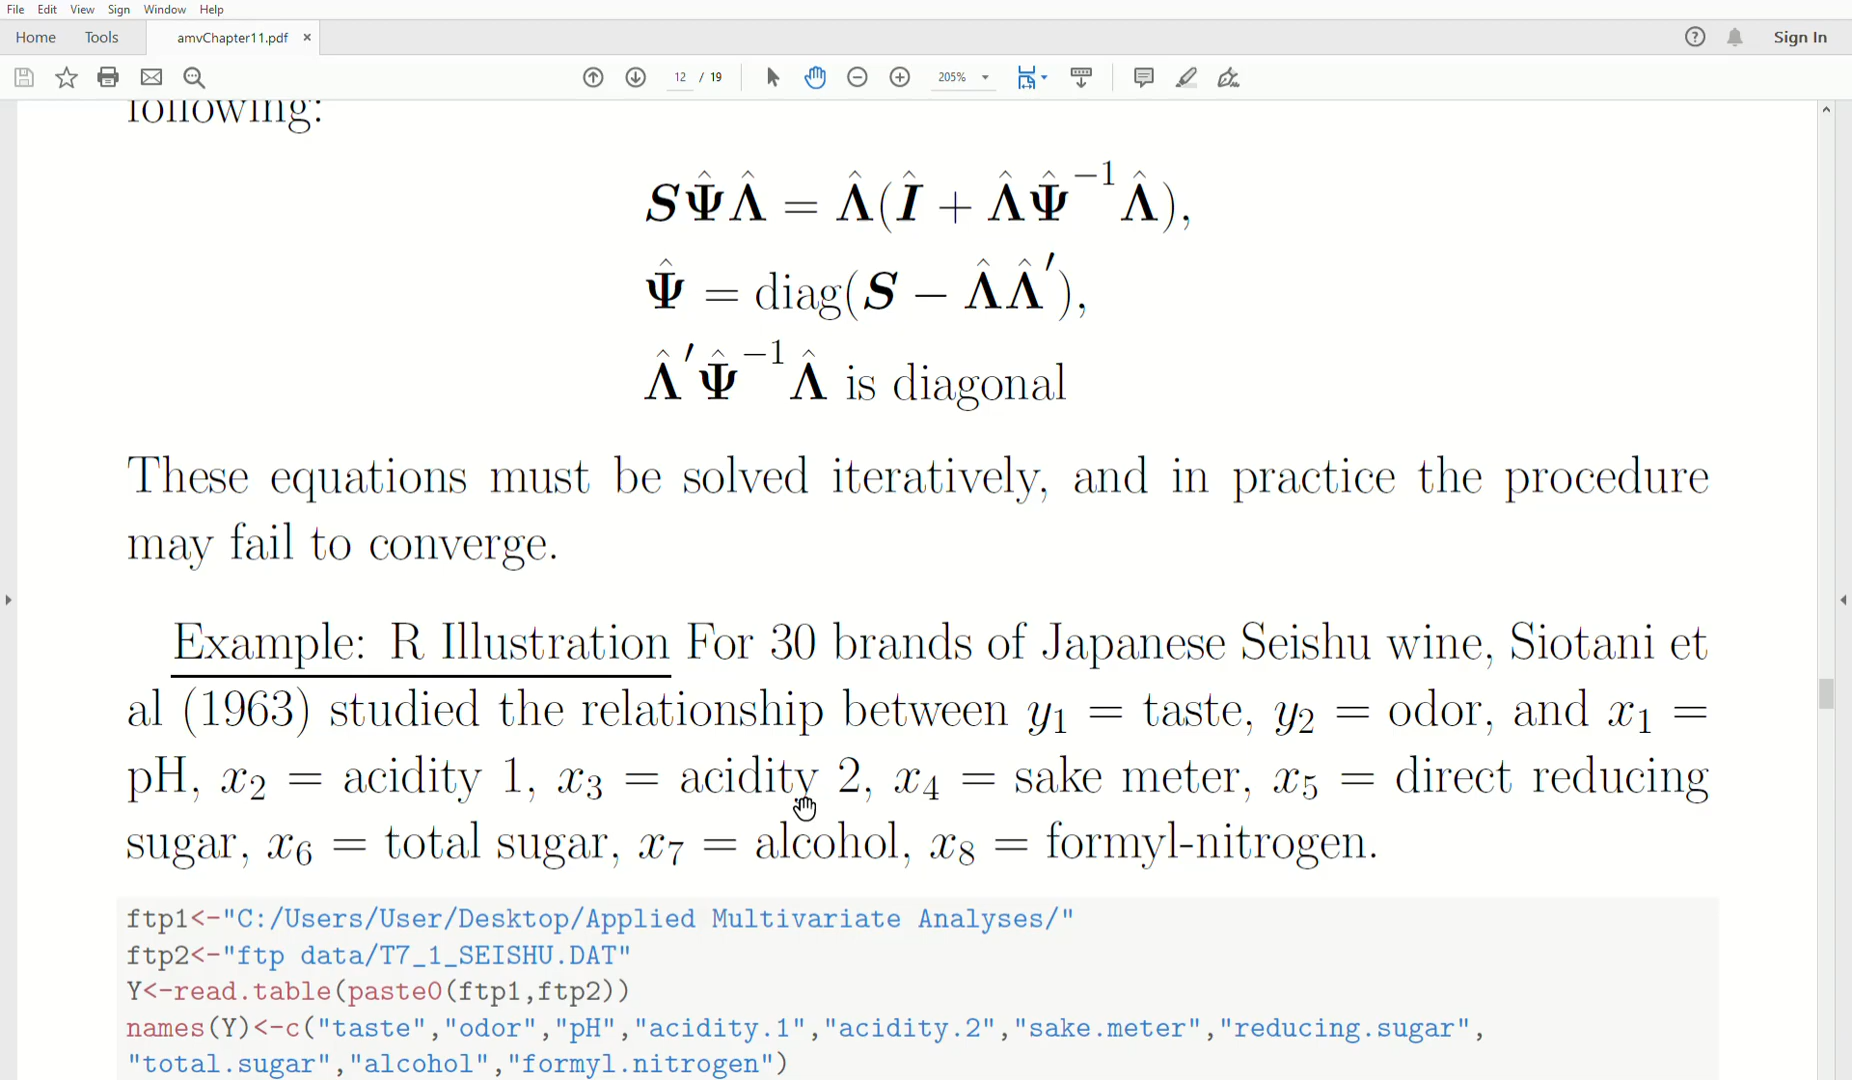 File Edit View Sign Window Help
Home Tools amvChapter11.pdf × Sign In
12 / 19 205%
following:
SΨ̂Λ̂ = Λ̂(Î + Λ̂Ψ̂⁻¹Λ̂),
Ψ̂ = diag(S − Λ̂Λ̂′),
Λ̂′Ψ̂⁻¹Λ̂ is diagonal
These equations must be solved iteratively, and in practice the procedure
may fail to converge.
Example: R Illustration For 30 brands of Japanese Seishu wine, Siotani et
al (1963) studied the relationship between y₁ = taste, y₂ = odor, and x₁ =
pH, x₂ = acidity 1, x₃ = acidity 2, x₄ = sake meter, x₅ = direct reducing
sugar, x₆ = total sugar, x₇ = alcohol, x₈ = formyl-nitrogen.
ftp1<-"C:/Users/User/Desktop/Applied Multivariate Analyses/"
ftp2<-"ftp data/T7_1_SEISHU.DAT"
Y<-read.table(paste0(ftp1,ftp2))
names(Y)<-c("taste","odor","pH","acidity.1","acidity.2","sake.meter","reducing.sugar",
"total.sugar","alcohol","formyl.nitrogen")